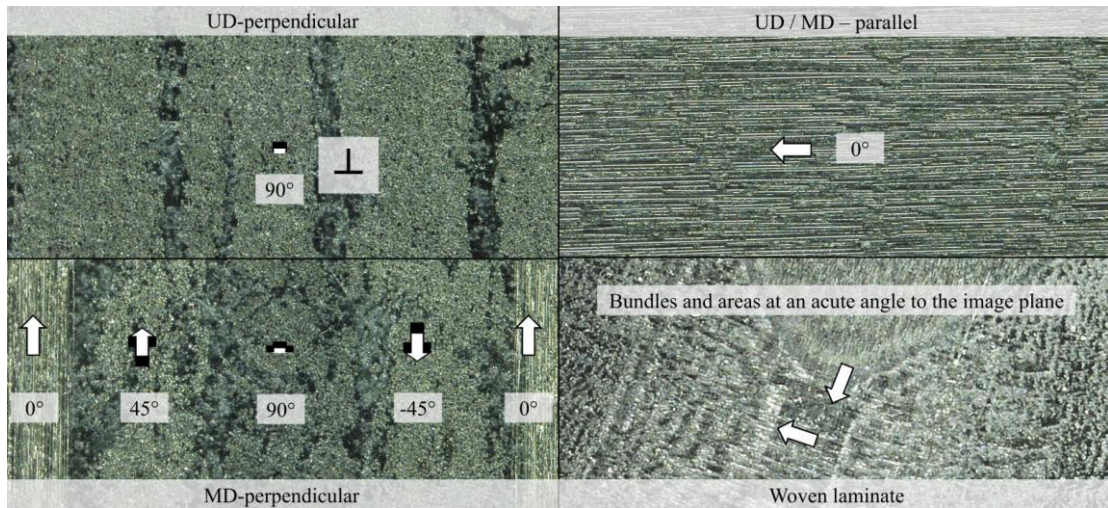 UD-perpendicular
UD / MD – parallel
90°
⊥
0°
Bundles and areas at an acute angle to the image plane
0°
45°
90°
-45°
0°
MD-perpendicular
Woven laminate